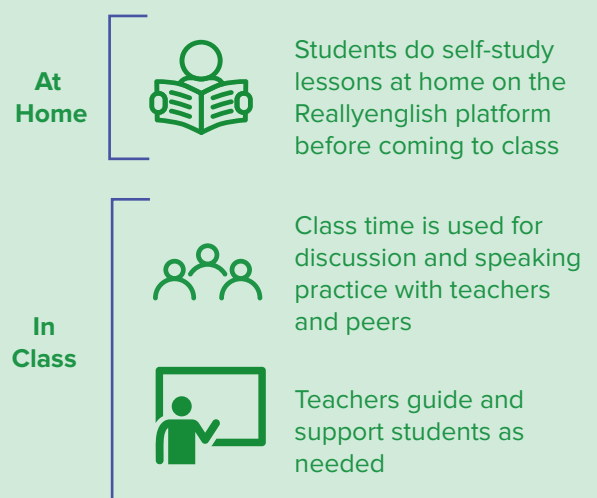 At
Home
Students do self-study
lessons at home on the
Reallyenglish platform
before coming to class
In
Class
Class time is used for
discussion and speaking
practice with teachers
and peers
Teachers guide and
support students as
needed